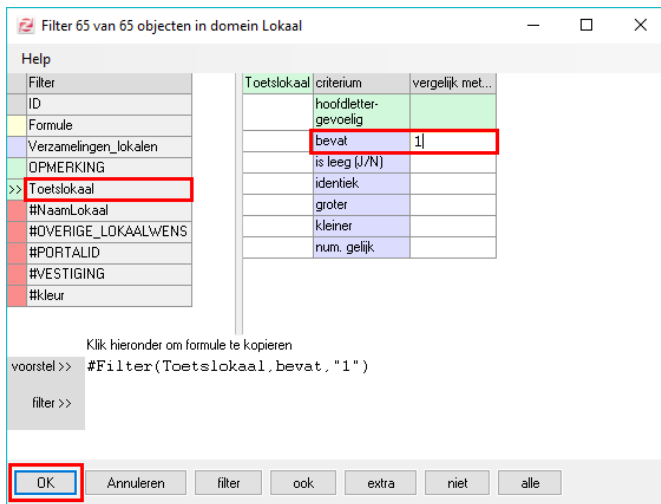 Filter 65 van 65 objecten in domein Lokaal
Help
Filter
ID
Formule
Verzamelingen_lokalen
OPMERKING
>> Toetslokaal
#NaamLokaal
#OVERIGE_LOKAALWENS
#PORTALID
#VESTIGING
#kleur
Toetslokaal criterium vergelijk met...
hoofdletter-
gevoelig
bevat 1
is leeg (J/N)
identiek
groter
kleiner
num. gelijk
Klik hieronder om formule te kopieren
voorstel >> #Filter(Toetslokaal,bevat,"1")
filter >>
OK Annuleren filter ook extra niet alle